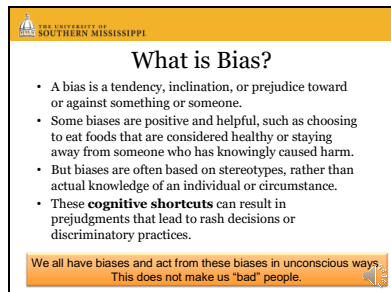 THE UNIVERSITY OF
SOUTHERN MISSISSIPPI
What is Bias?
• A bias is a tendency, inclination, or prejudice toward
or against something or someone.
• Some biases are positive and helpful, such as choosing
to eat foods that are considered healthy or staying
away from someone who has knowingly caused harm.
• But biases are often based on stereotypes, rather than
actual knowledge of an individual or circumstance.
• These cognitive shortcuts can result in
prejudgments that lead to rash decisions or
discriminatory practices.
We all have biases and act from these biases in unconscious ways.
This does not make us “bad” people.